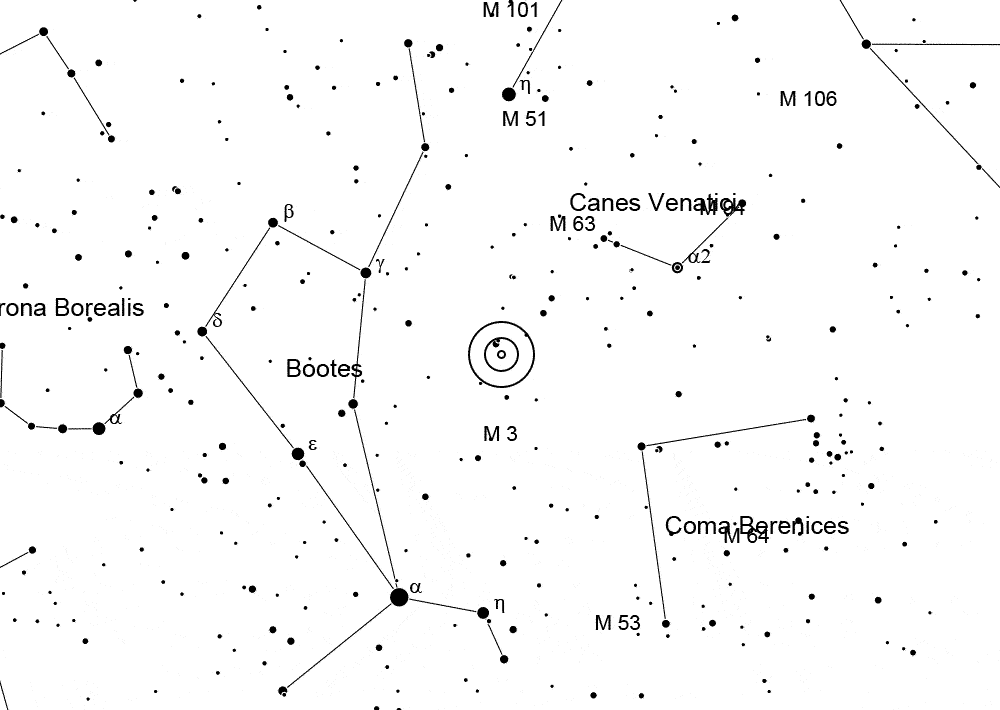 M 101
η
M 51
M 106
Canes Venatici
M 94
M 63
β
γ
α2
δ
rona Borealis
Bootes
α
M 3
ε
Coma Berenices
M 64
α
η
M 53